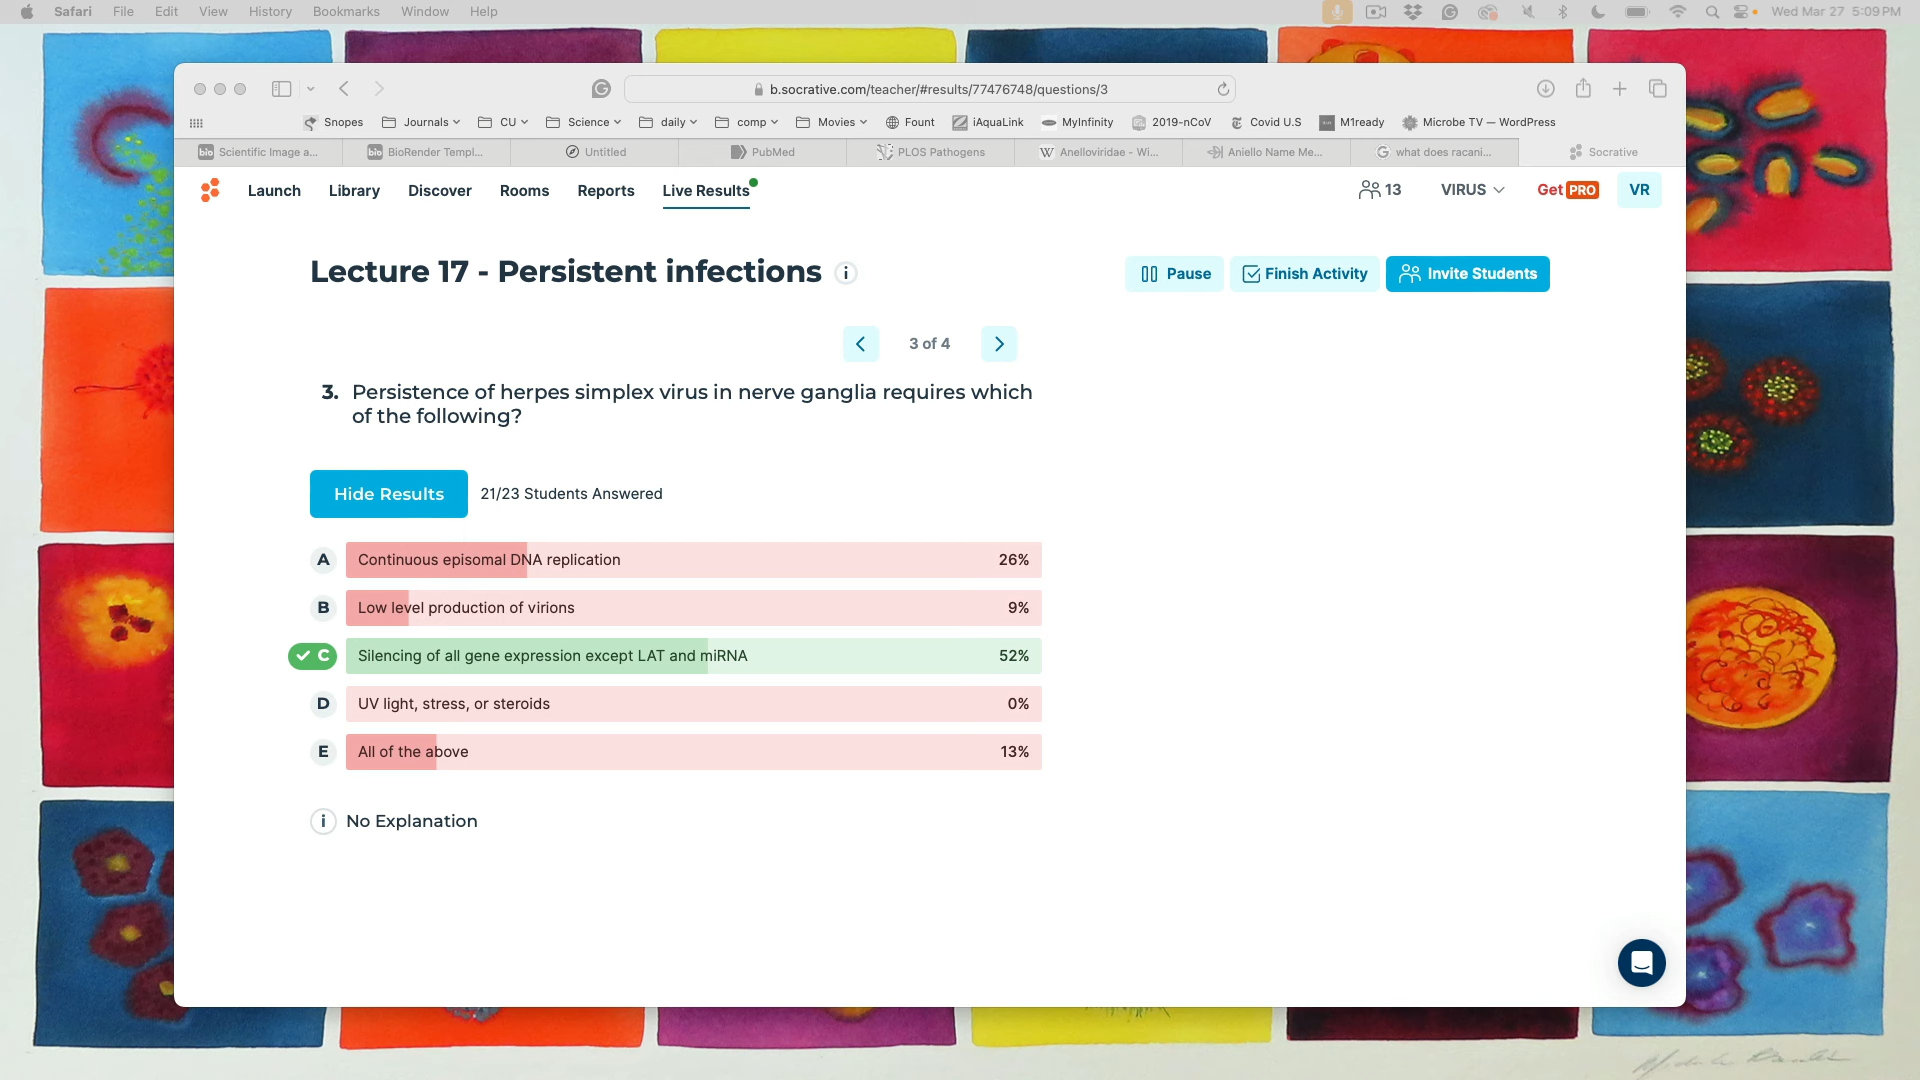 Safari File Edit View History Bookmarks Window Help Wed Mar 27 5:09 PM
b.socrative.com/teacher/#results/77476748/questions/3
Snopes Journals CU Science daily comp Movies Fount iAquaLink MyInfinity 2019-nCoV Covid U.S M1ready Microbe TV — WordPress
bio Scientific Image a... bio BioRender Templ... Untitled PubMed PLOS Pathogens W Anelloviridae - Wi... Aniello Name Me... G what does racani... Socrative
Launch Library Discover Rooms Reports Live Results 13 VIRUS Get PRO VR
Lecture 17 - Persistent infections i
Pause Finish Activity Invite Students
3 of 4
3. Persistence of herpes simplex virus in nerve ganglia requires which
of the following?
Hide Results 21/23 Students Answered
A Continuous episomal DNA replication 26%
B Low level production of virions 9%
C Silencing of all gene expression except LAT and miRNA 52%
D UV light, stress, or steroids 0%
E All of the above 13%
i No Explanation